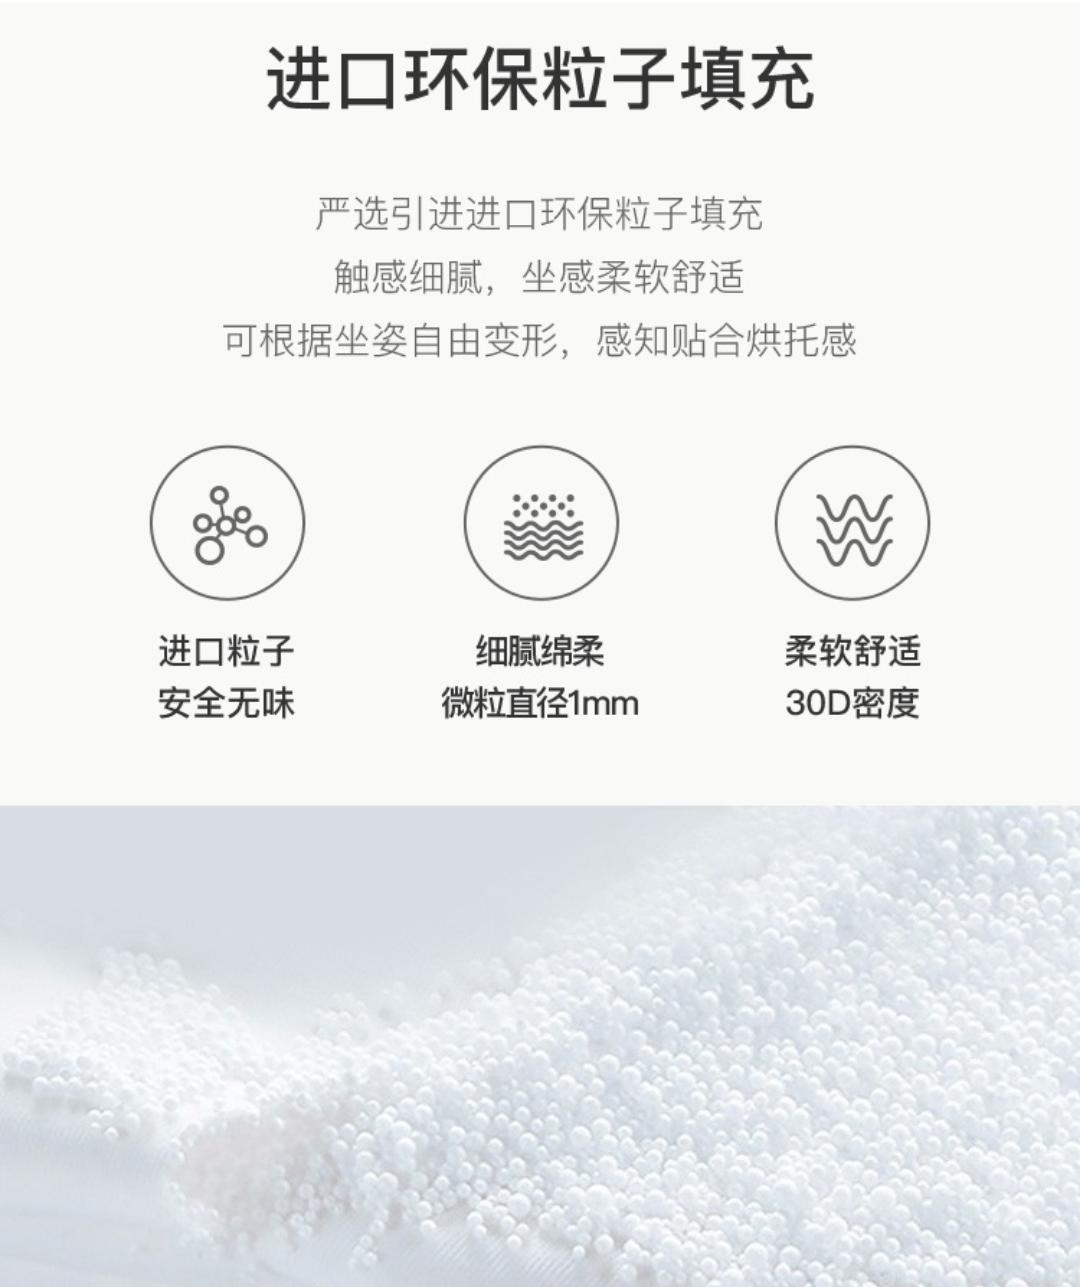 进口环保粒子填充
严选引进进口环保粒子填充
触感细腻，坐感柔软舒适
可根据坐姿自由变形，感知贴合烘托感
进口粒子
安全无味
细腻绵柔
微粒直径1mm
柔软舒适
30D密度